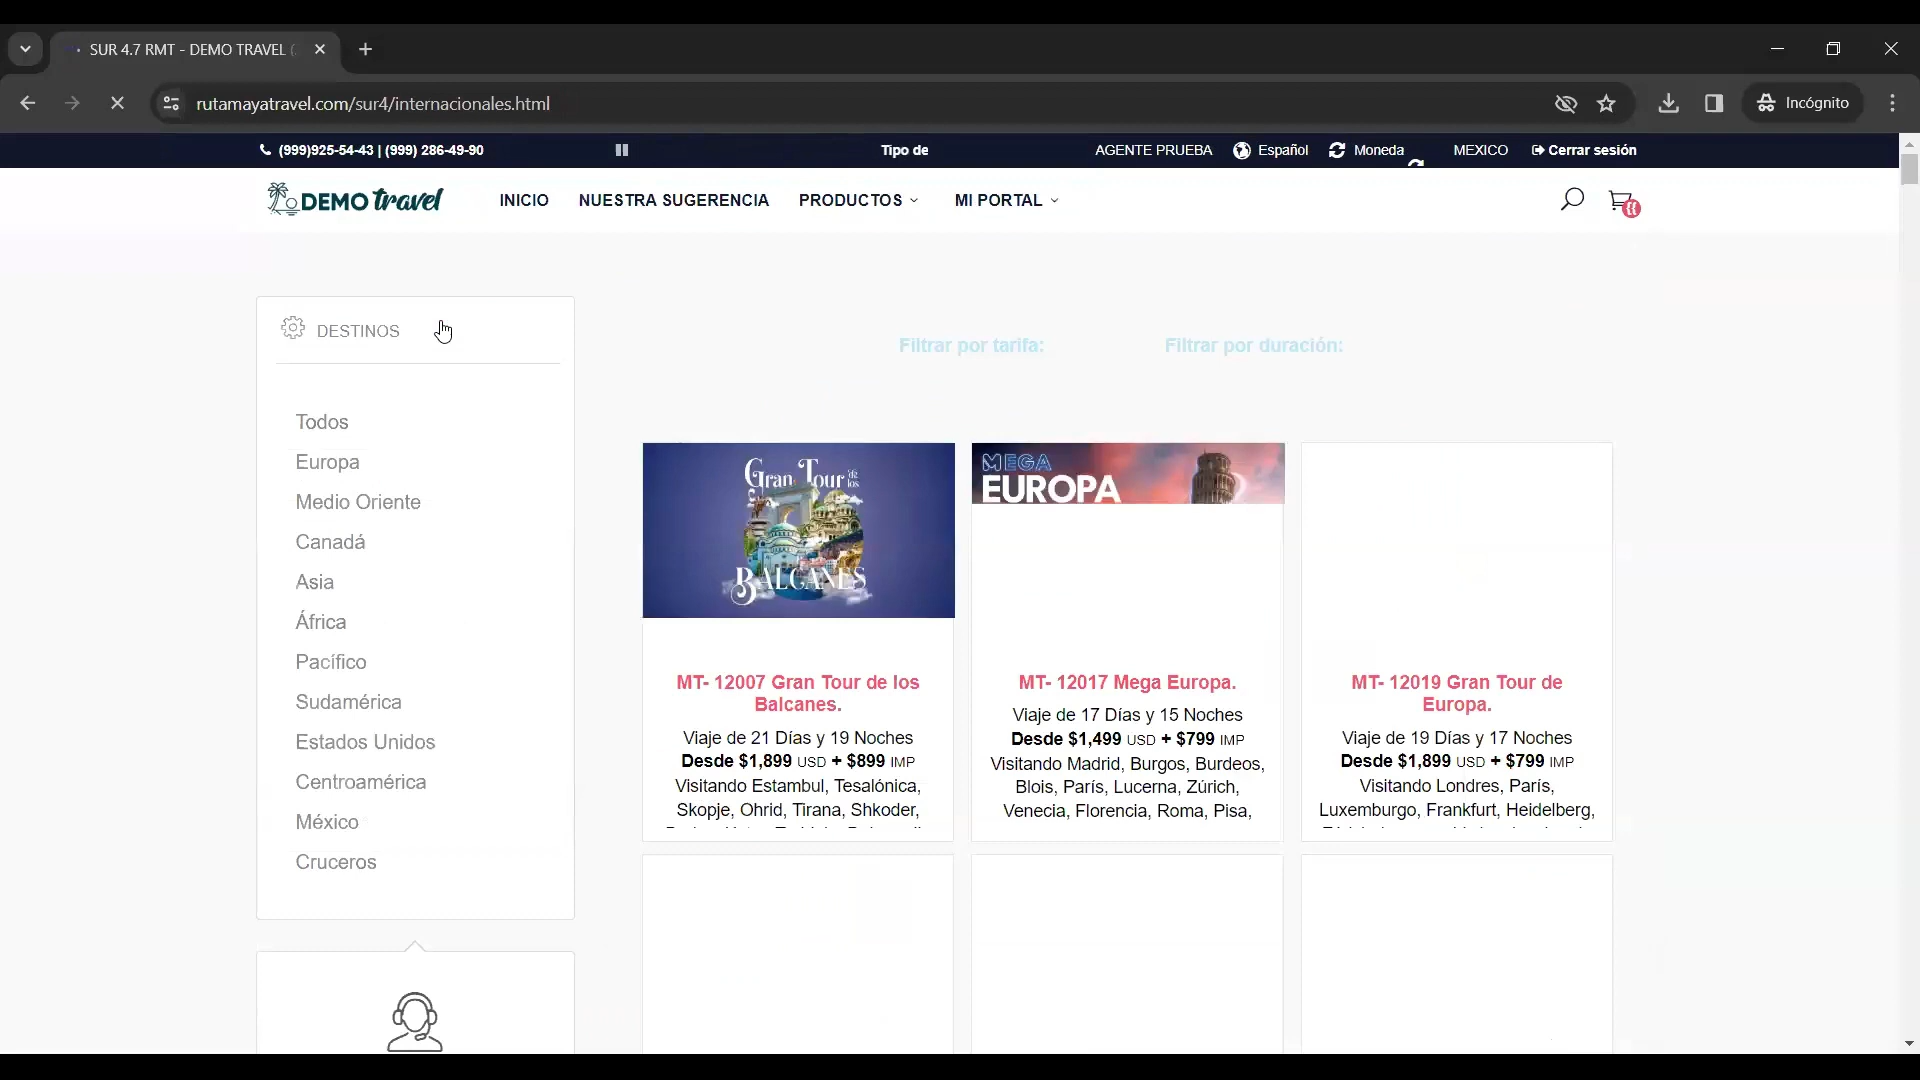 SUR 4.7 RMT - DEMO TRAVEL (
rutamayatravel.com/sur4/internacionales.html
Incógnito
(999)925-54-43 | (999) 286-49-90
Tipo de
AGENTE PRUEBA
Español
Moneda
MEXICO
Cerrar sesión
DEMO travel
INICIO
NUESTRA SUGERENCIA
PRODUCTOS
MI PORTAL
DESTINOS
Todos
Europa
Medio Oriente
Canadá
Asia
África
Pacífico
Sudamérica
Estados Unidos
Centroamérica
México
Cruceros
Filtrar por tarifa:
Filtrar por duración:
Gran Tour de los
BALCANES
MT- 12007 Gran Tour de los
Balcanes.
Viaje de 21 Días y 19 Noches
Desde $1,899 USD + $899 IMP
Visitando Estambul, Tesalónica,
Skopje, Ohrid, Tirana, Shkoder,
MEGA
EUROPA
MT- 12017 Mega Europa.
Viaje de 17 Días y 15 Noches
Desde $1,499 USD + $799 IMP
Visitando Madrid, Burgos, Burdeos,
Blois, París, Lucerna, Zúrich,
Venecia, Florencia, Roma, Pisa,
MT- 12019 Gran Tour de
Europa.
Viaje de 19 Días y 17 Noches
Desde $1,899 USD + $799 IMP
Visitando Londres, París,
Luxemburgo, Frankfurt, Heidelberg,